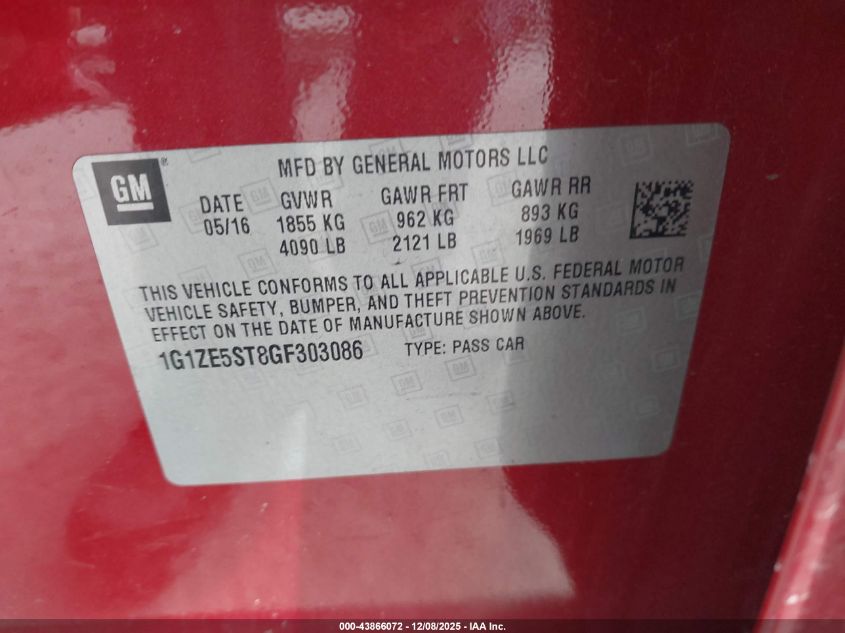 GM®
MFD BY GENERAL MOTORS LLC
DATE GVWR GAWR FRT GAWR RR
05/16 1855 KG 962 KG 893 KG
4090 LB 2121 LB 1969 LB
THIS VEHICLE CONFORMS TO ALL APPLICABLE U.S. FEDERAL MOTOR
VEHICLE SAFETY, BUMPER, AND THEFT PREVENTION STANDARDS IN
EFFECT ON THE DATE OF MANUFACTURE SHOWN ABOVE.
1G1ZE5ST8GF303086 TYPE: PASS CAR
000-43866072 - 12/08/2025 - IAA Inc.